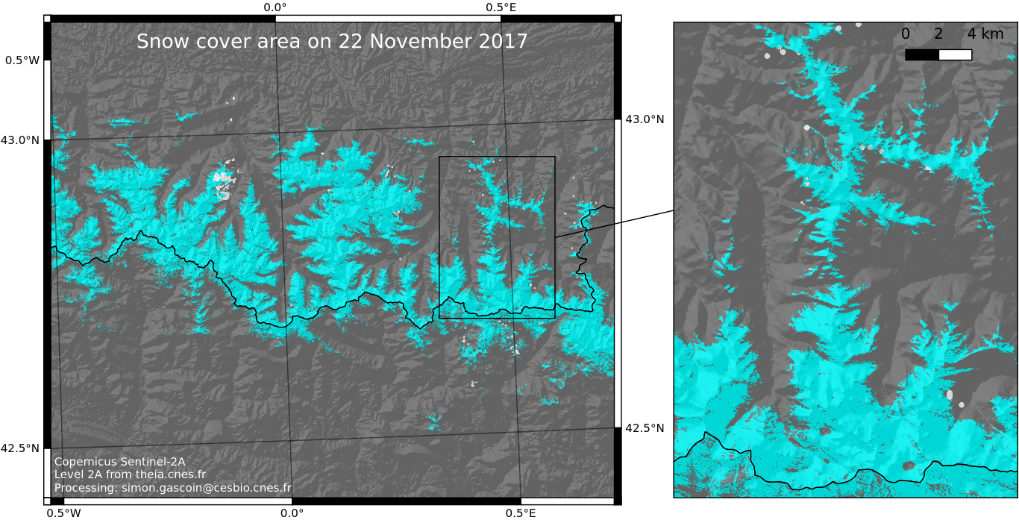 0.0°
0.5°E
Snow cover area on 22 November 2017
0 2 4 km
0.5°W
43.0°N
43.0°N
42.5°N
42.5°N
Copernicus Sentinel-2A
Level 2A from theia.cnes.fr
Processing: simon.gascoin@cesbio.cnes.fr
0.5°W
0.0°
0.5°E